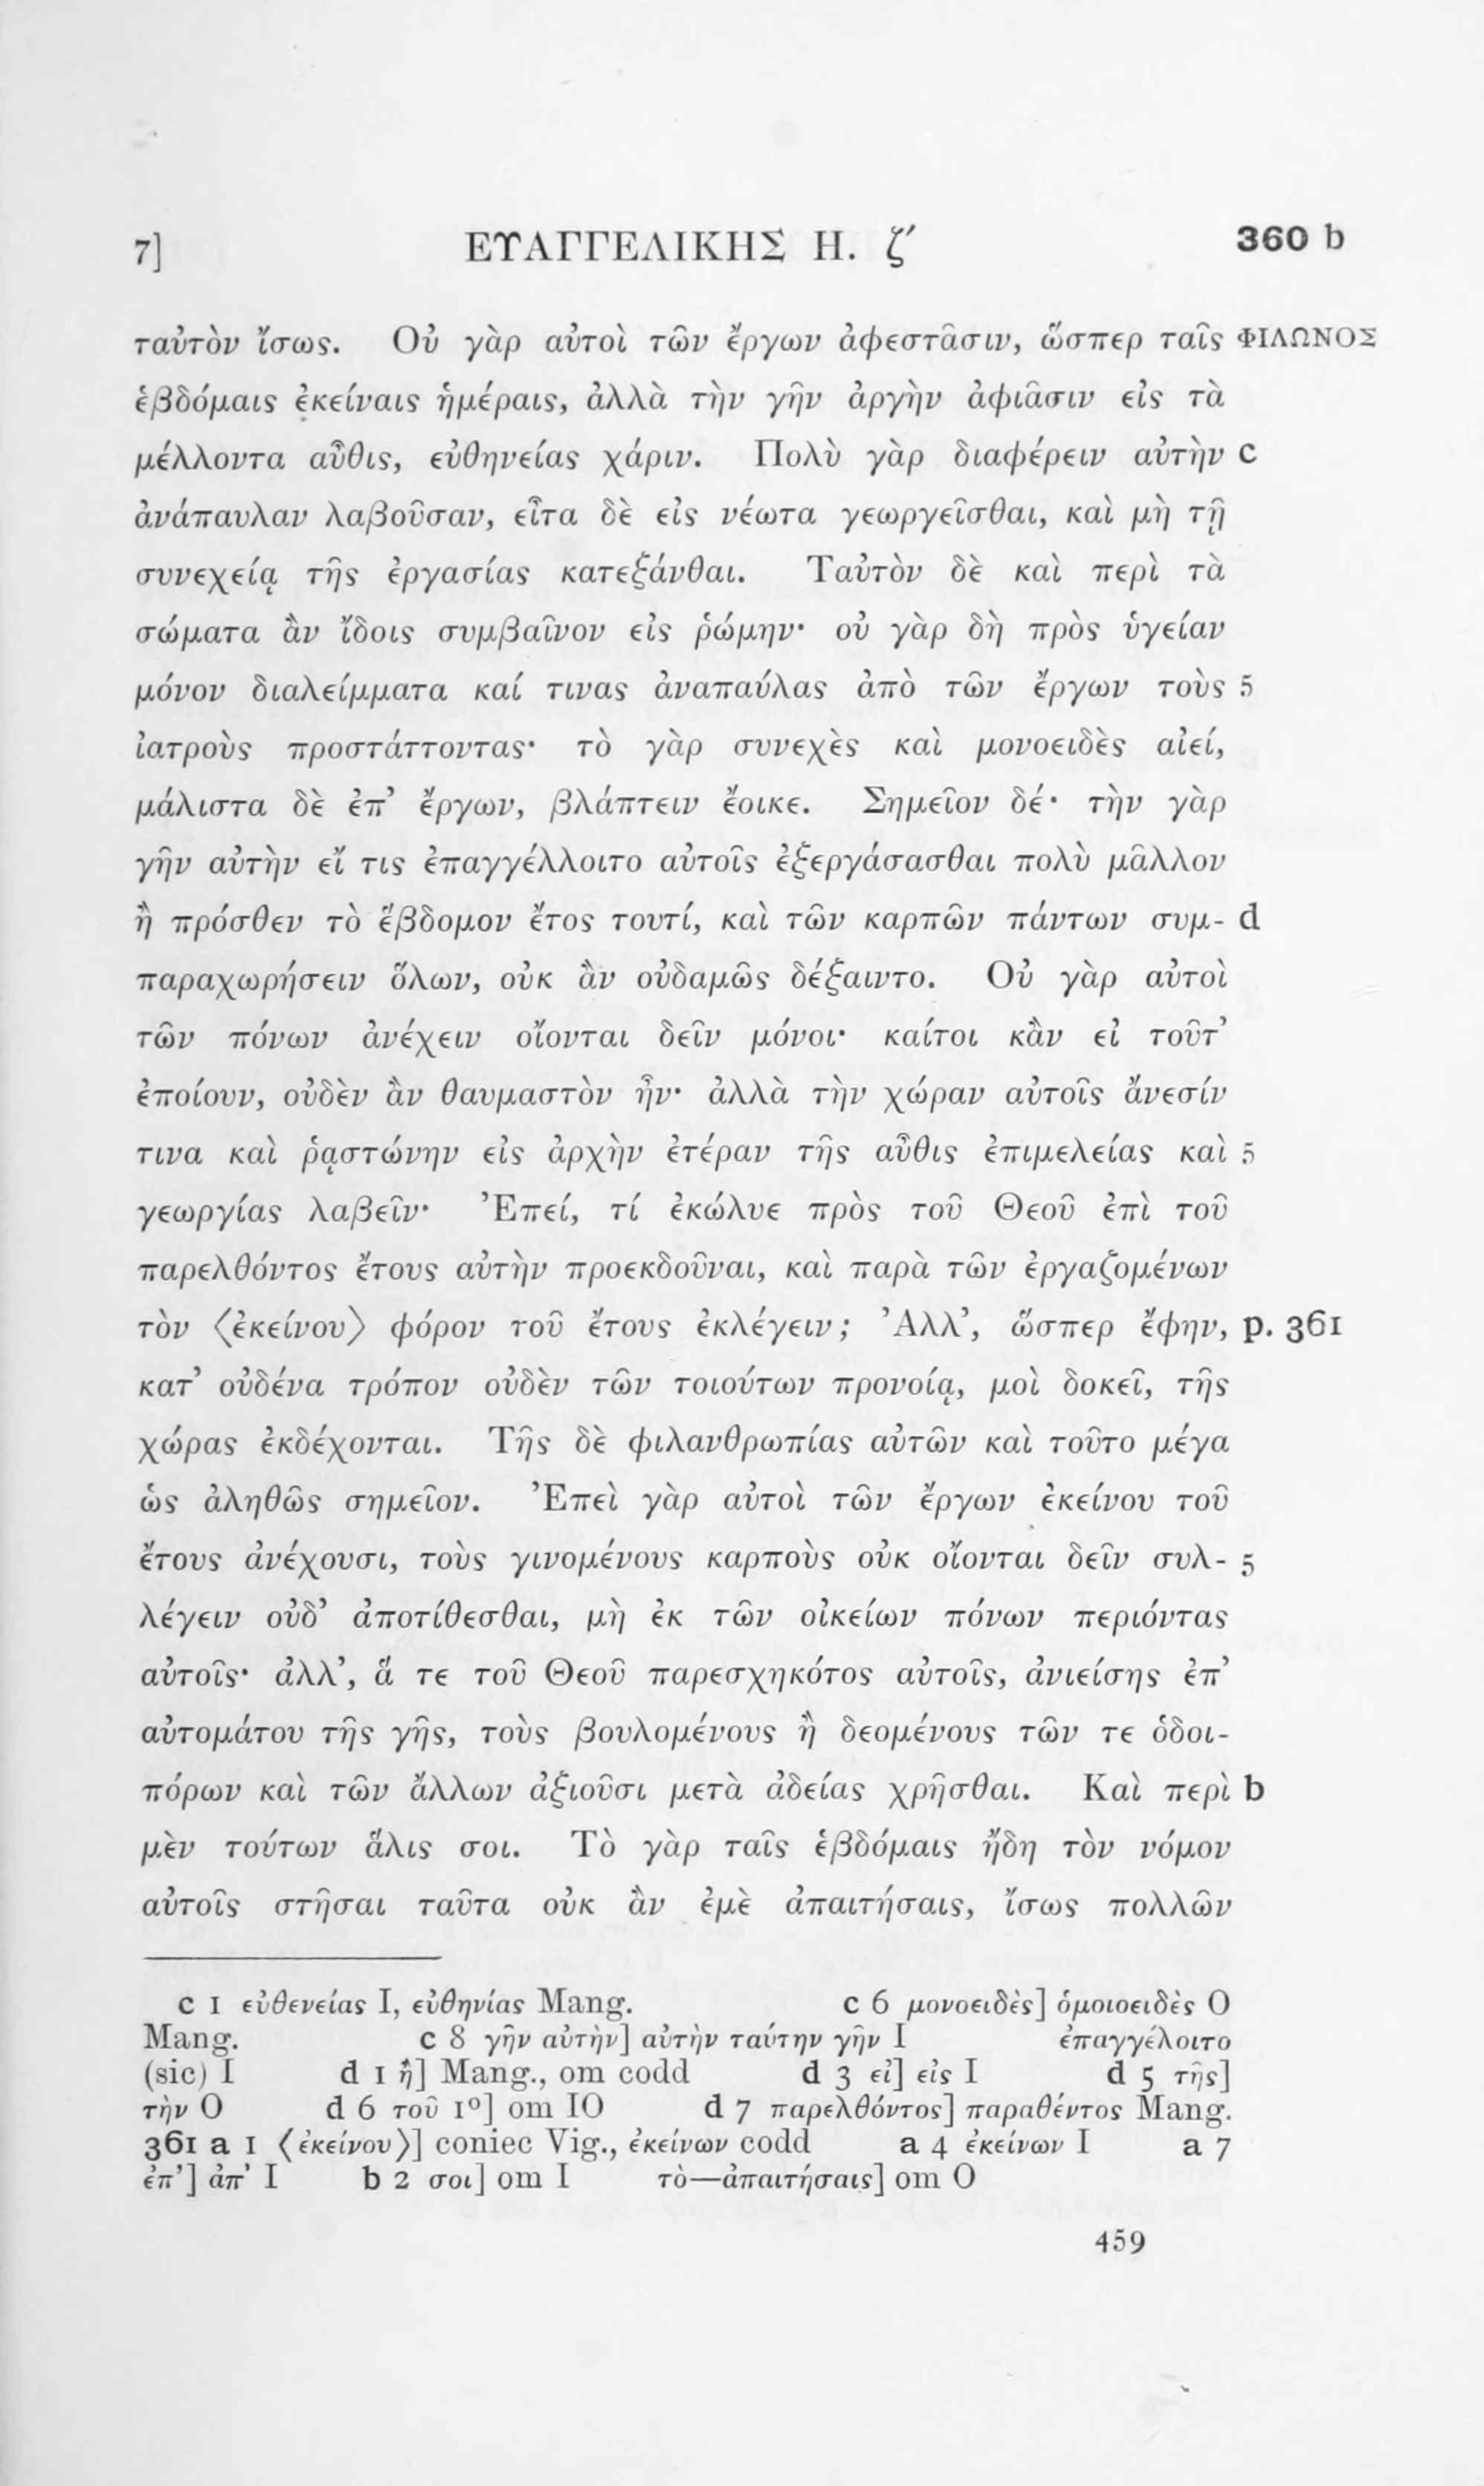 7] ΕΥΑΓΓΕΛΙΚΗΣ Η. ζʹ 360 b
ταὐτὸν ἴσως. Οὐ γὰρ αὐτοὶ τῶν ἔργων ἀφεστᾶσιν, ὥσπερ ταῖς ΦΙΛΩΝΟΣ
ἑβδόμαις ἐκείναις ἡμέραις, ἀλλὰ τὴν γῆν ἀργὴν ἀφιᾶσιν εἰς τὰ
μέλλοντα αὖθις, εὐθηνείας χάριν. Πολὺ γὰρ διαφέρειν αὐτὴν c
ἀνάπαυλαν λαβοῦσαν, εἶτα δὲ εἰς νέωτα γεωργεῖσθαι, καὶ μὴ τῇ
συνεχείᾳ τῆς ἐργασίας κατεξάνθαι. Ταὐτὸν δὲ καὶ περὶ τὰ
σώματα ἂν ἴδοις συμβαῖνον εἰς ῥώμην· οὐ γὰρ δὴ πρὸς ὑγείαν
μόνον διαλείμματα καί τινας ἀναπαύλας ἀπὸ τῶν ἔργων τοὺς 5
ἰατροὺς προστάττοντας· τὸ γὰρ συνεχὲς καὶ μονοειδὲς αἰεί,
μάλιστα δὲ ἐπ’ ἔργων, βλάπτειν ἔοικε. Σημεῖον δέ· τὴν γὰρ
γῆν αὐτὴν εἴ τις ἐπαγγέλλοιτο αὐτοῖς ἐξεργάσασθαι πολὺ μᾶλλον
ἢ πρόσθεν τὸ ἕβδομον ἔτος τουτί, καὶ τῶν καρπῶν πάντων συμ- d
παραχωρήσειν ὅλων, οὐκ ἂν οὐδαμῶς δέξαιντο. Οὐ γὰρ αὐτοὶ
τῶν πόνων ἀνέχειν οἴονται δεῖν μόνοι· καίτοι κἂν εἰ τοῦτ’
ἐποίουν, οὐδὲν ἂν θαυμαστὸν ἦν· ἀλλὰ τὴν χώραν αὐτοῖς ἄνεσίν
τινα καὶ ῥᾳστώνην εἰς ἀρχὴν ἑτέραν τῆς αὖθις ἐπιμελείας καὶ 5
γεωργίας λαβεῖν· Ἐπεί, τί ἐκώλυε πρὸς τοῦ Θεοῦ ἐπὶ τοῦ
παρελθόντος ἔτους αὐτὴν προεκδοῦναι, καὶ παρὰ τῶν ἐργαζομένων
τὸν ⟨ἐκείνου⟩ φόρον τοῦ ἔτους ἐκλέγειν; Ἀλλ’, ὥσπερ ἔφην, p. 361
κατ’ οὐδένα τρόπον οὐδὲν τῶν τοιούτων προνοίᾳ, μοὶ δοκεῖ, τῆς
χώρας ἐκδέχονται. Τῆς δὲ φιλανθρωπίας αὐτῶν καὶ τοῦτο μέγα
ὡς ἀληθῶς σημεῖον. Ἐπεὶ γὰρ αὐτοὶ τῶν ἔργων ἐκείνου τοῦ
ἔτους ἀνέχουσι, τοὺς γινομένους καρποὺς οὐκ οἴονται δεῖν συλ- 5
λέγειν οὐδ’ ἀποτίθεσθαι, μὴ ἐκ τῶν οἰκείων πόνων περιόντας
αὐτοῖς· ἀλλ’, ἅ τε τοῦ Θεοῦ παρεσχηκότος αὐτοῖς, ἀνιείσης ἐπ’
αὐτομάτου τῆς γῆς, τοὺς βουλομένους ἢ δεομένους τῶν τε ὁδοι-
πόρων καὶ τῶν ἄλλων ἀξιοῦσι μετὰ ἀδείας χρῆσθαι. Καὶ περὶ b
μὲν τούτων ἅλις σοι. Τὸ γὰρ ταῖς ἑβδόμαις ἤδη τὸν νόμον
αὐτοῖς στῆσαι ταῦτα οὐκ ἂν ἐμὲ ἀπαιτήσαις, ἴσως πολλῶν
c 1 εὐθενείας I, εὐθηνίας Mang. c 6 μονοειδὲς] ὁμοιοειδὲς O
Mang. c 8 γῆν αὐτὴν] αὐτὴν ταύτην γῆν I ἐπαγγέλοιτο
(sic) I d 1 ἢ] Mang., om codd d 3 εἰ] εἰς I d 5 τῆς]
τὴν O d 6 τοῦ 1º] om IO d 7 παρελθόντος] παραθέντος Mang.
361 a 1 ⟨ἐκείνου⟩] coniec Vig., ἐκείνων codd a 4 ἐκείνων I a 7
ἐπ’] ἀπ’ I b 2 σοι] om I τὸ—ἀπαιτήσαις] om O
459